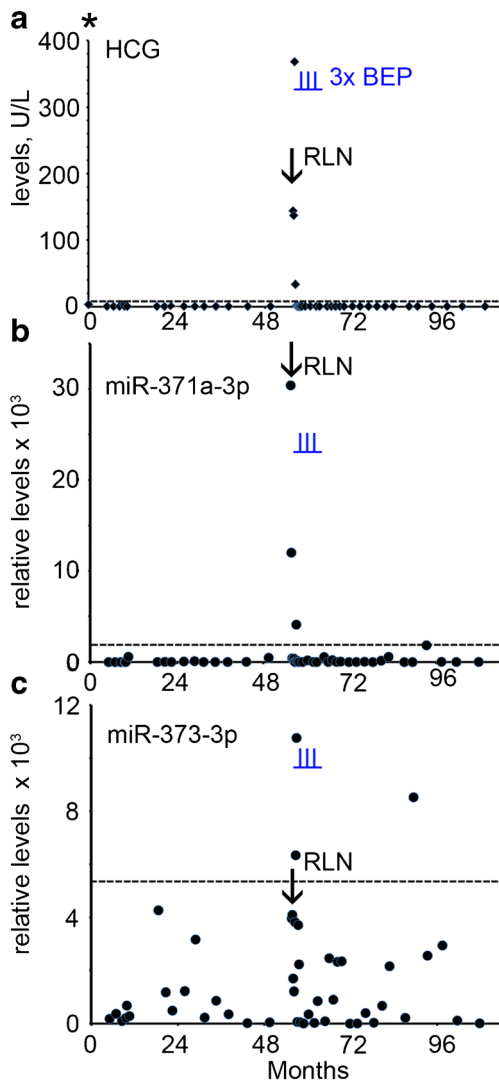 a
*
400
HCG
300
200
100
0
levels, U/L
3x BEP
RLN
0 24 48 72 96
b
30
20
10
0
relative levels x 10³
miR-371a-3p
RLN
0 24 48 72 96
c
12
8
4
0
relative levels x 10³
miR-373-3p
RLN
0 24 48 72 96
Months